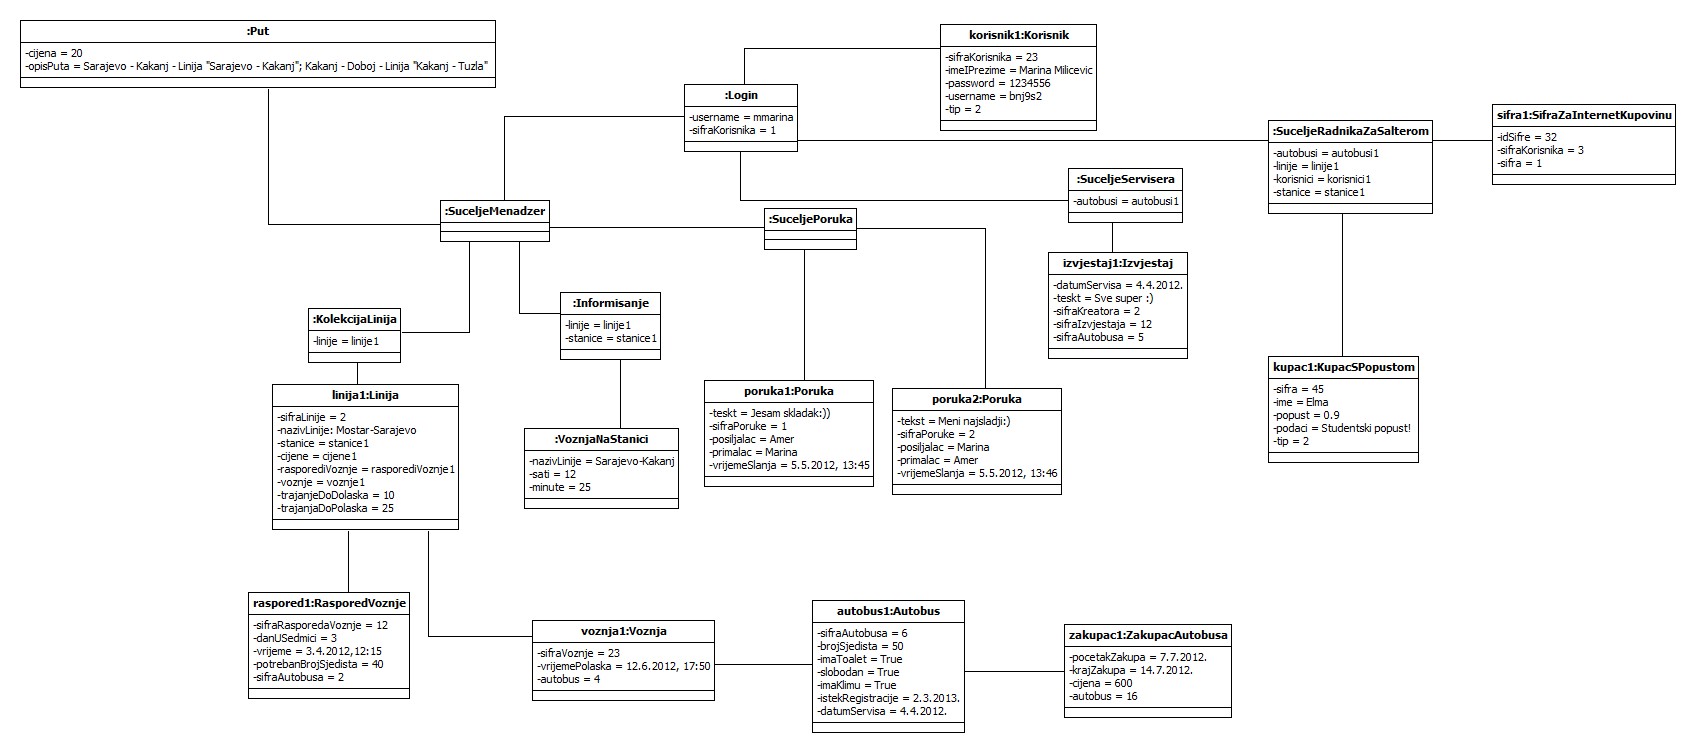 :Put
-cijena = 20
-opisPuta = Sarajevo - Kakanj - Linija "Sarajevo - Kakanj"; Kakanj - Doboj - Linija "Kakanj - Tuzla"
korisnik1:Korisnik
-sifraKorisnika = 23
-imeIPrezime = Marina Milicevic
-password = 1234556
-username = bnj9s2
-tip = 2
:Login
-username = mmarina
-sifraKorisnika = 1
:SuceljeRadnikaZaSalterom
-autobusi = autobusi1
-linije = linije1
-korisnici = korisnici1
-stanice = stanice1
sifra1:SifraZaInternetKupovinu
-idSifre = 32
-sifraKorisnika = 3
-sifra = 1
:SuceljeServisera
-autobusi = autobusi1
:SuceljeMenadzer
:SuceljePoruka
izvjestaj1:Izvjestaj
-datumServisa = 4.4.2012.
-teskt = Sve super :)
-sifraKreatora = 2
-sifraIzvjestaja = 12
-sifraAutobusa = 5
:KolekcijaLinija
-linije = linije1
:Informisanje
-linije = linije1
-stanice = stanice1
linija1:Linija
-sifraLinije = 2
-nazivLinije: Mostar-Sarajevo
-stanice = stanice1
-cijene = cijene1
-rasporediVoznje = rasporediVoznje1
-voznje = voznje1
-trajanjeDoDolaska = 10
-trajanjaDoPolaska = 25
:VoznjaNaStanici
-nazivLinije = Sarajevo-Kakanj
-sati = 12
-minute = 25
poruka1:Poruka
-teskt = Jesam skladak:))
-sifraPoruke = 1
-posiljalac = Amer
-primalac = Marina
-vrijemeSlanja = 5.5.2012, 13:45
poruka2:Poruka
-tekst = Meni najsladji:)
-sifraPoruke = 2
-posiljalac = Marina
-primalac = Amer
-vrijemeSlanja = 5.5.2012, 13:46
kupac1:KupacSPopustom
-sifra = 45
-ime = Elma
-popust = 0.9
-podaci = Studentski popust!
-tip = 2
raspored1:RasporedVoznje
-sifraRasporedaVoznje = 12
-danUSedmici = 3
-vrijeme = 3.4.2012,12:15
-potrebanBrojSjedista = 40
-sifraAutobusa = 2
voznja1:Voznja
-sifraVoznje = 23
-vrijemePolaska = 12.6.2012, 17:50
-autobus = 4
autobus1:Autobus
-sifraAutobusa = 6
-brojSjedista = 50
-imaToalet = True
-slobodan = True
-imaKlimu = True
-istekRegistracije = 2.3.2013.
-datumServisa = 4.4.2012.
zakupac1:ZakupacAutobusa
-pocetakZakupa = 7.7.2012.
-krajZakupa = 14.7.2012.
-cijena = 600
-autobus = 16